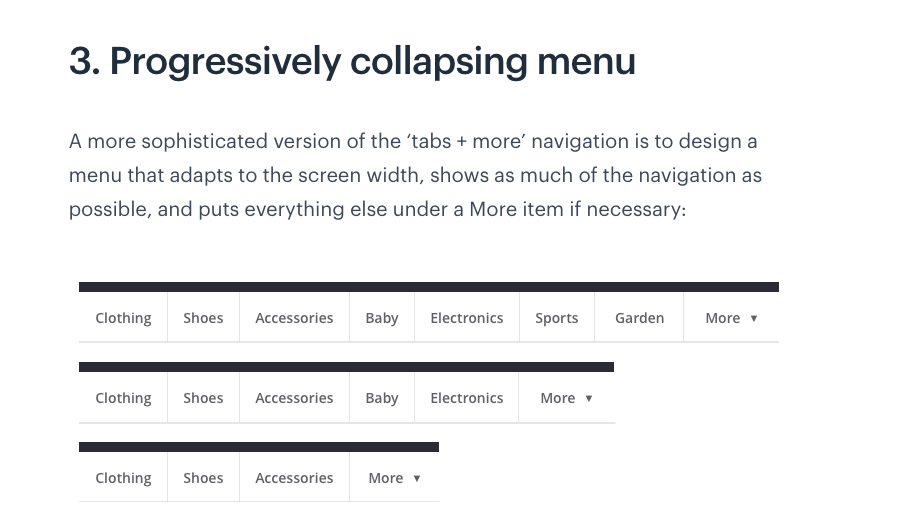 3. Progressively collapsing menu
A more sophisticated version of the ‘tabs + more’ navigation is to design a
menu that adapts to the screen width, shows as much of the navigation as
possible, and puts everything else under a More item if necessary:
Clothing Shoes Accessories Baby Electronics Sports Garden More ▼
Clothing Shoes Accessories Baby Electronics More ▼
Clothing Shoes Accessories More ▼